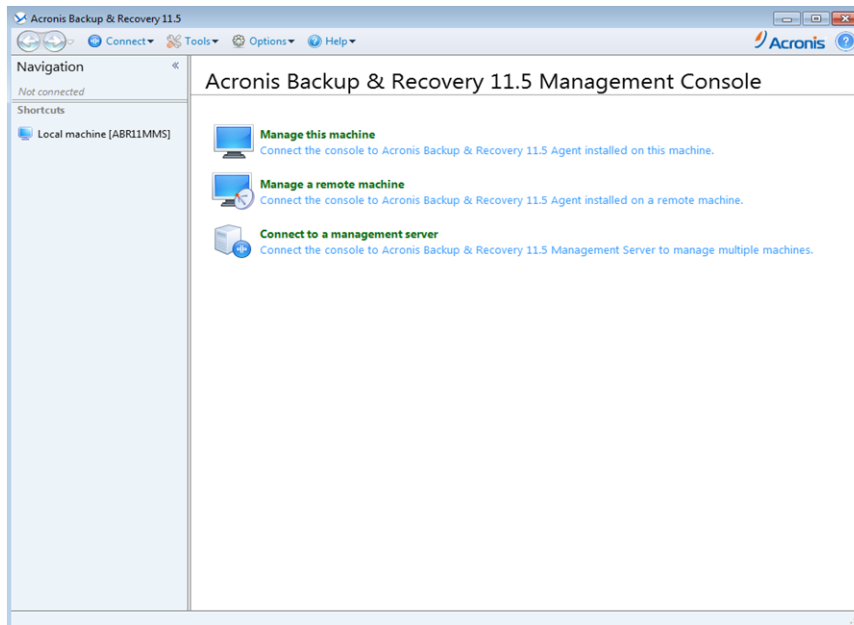 Acronis Backup & Recovery 11.5
Connect Tools Options Help
Acronis
Navigation
Not connected
Shortcuts
Local machine [ABR11MMS]
Acronis Backup & Recovery 11.5 Management Console
Manage this machine
Connect the console to Acronis Backup & Recovery 11.5 Agent installed on this machine.
Manage a remote machine
Connect the console to Acronis Backup & Recovery 11.5 Agent installed on a remote machine.
Connect to a management server
Connect the console to Acronis Backup & Recovery 11.5 Management Server to manage multiple machines.